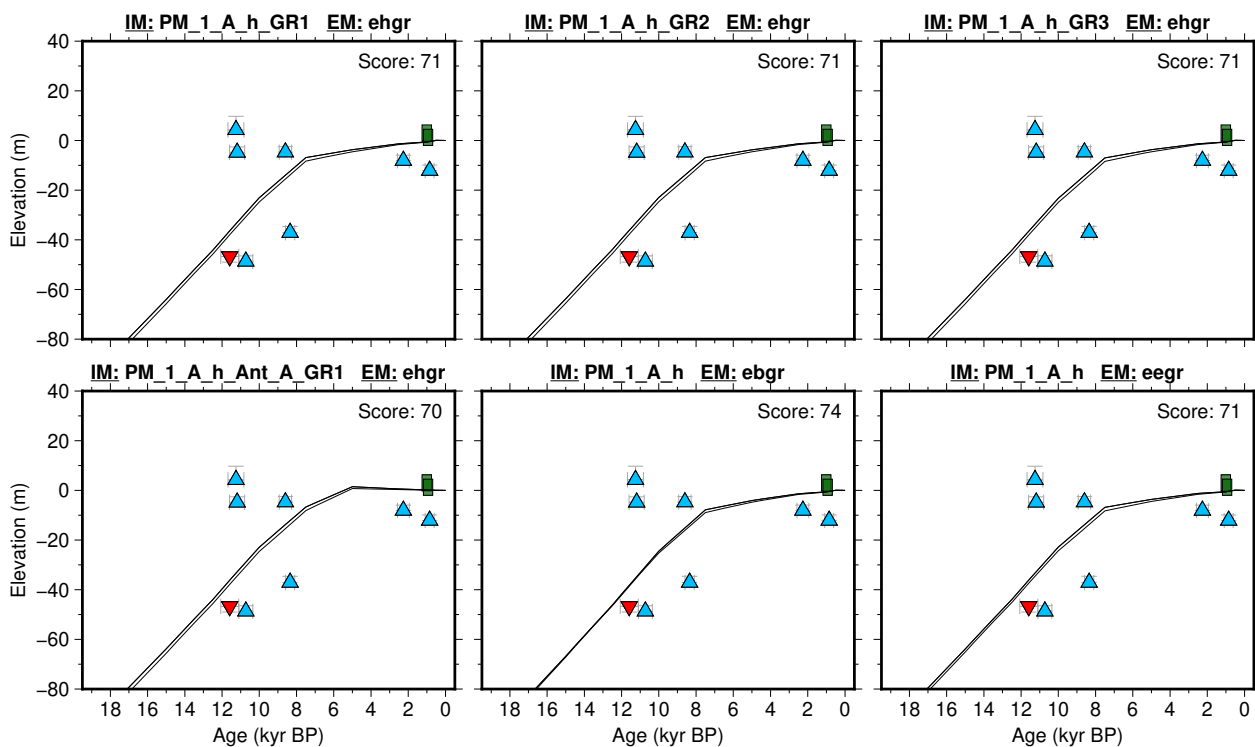 IM: PM_1_A_h_GR1 EM: ehgr
IM: PM_1_A_h_GR2 EM: ehgr
IM: PM_1_A_h_GR3 EM: ehgr
Score: 71
Score: 71
Score: 71
40
20
0
−20
−40
−60
−80
Elevation (m)
IM: PM_1_A_h_Ant_A_GR1 EM: ehgr
IM: PM_1_A_h EM: ebgr
IM: PM_1_A_h EM: eegr
Score: 70
Score: 74
Score: 71
40
20
0
−20
−40
−60
−80
Elevation (m)
18 16 14 12 10 8 6 4 2 0
18 16 14 12 10 8 6 4 2 0
18 16 14 12 10 8 6 4 2 0
Age (kyr BP)
Age (kyr BP)
Age (kyr BP)